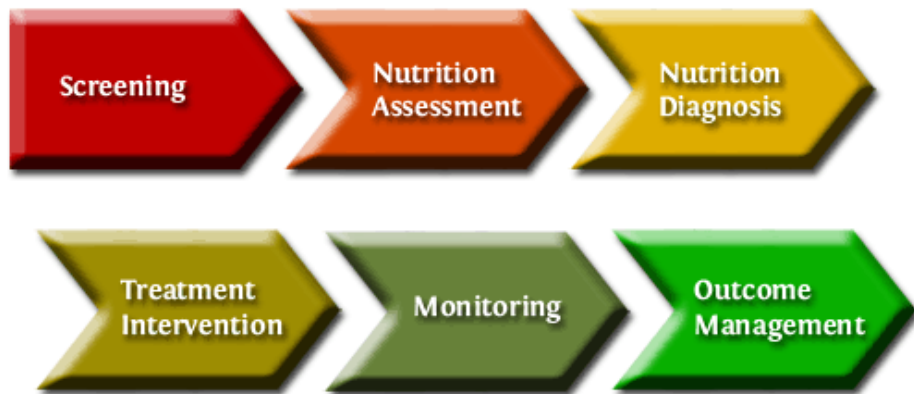 Screening
Nutrition
Assessment
Nutrition
Diagnosis
Treatment
Intervention
Monitoring
Outcome
Management